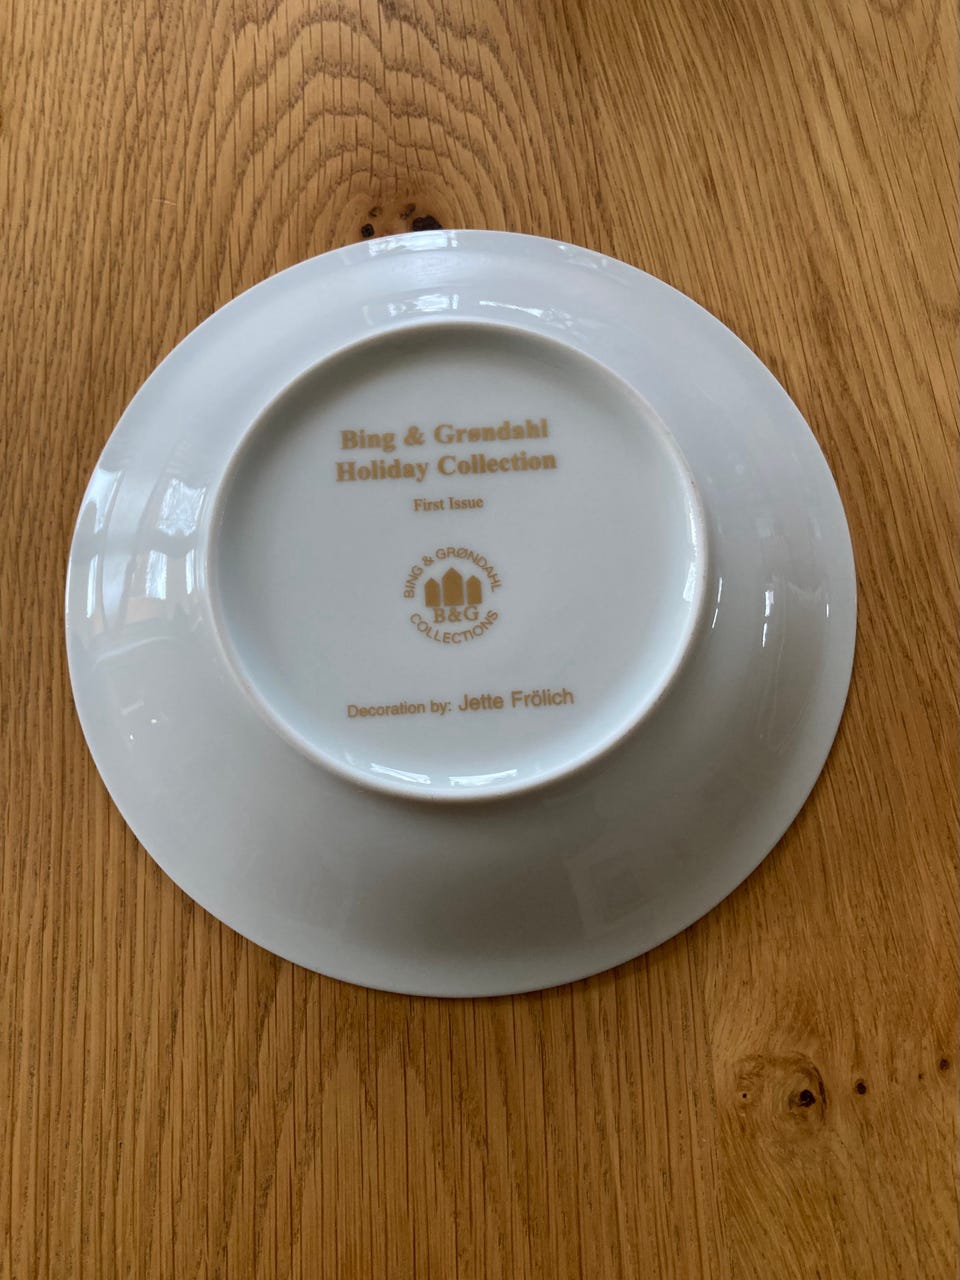 Bing & Grøndahl
Holiday Collection
First Issue
BING & GRØNDAHL
B&G
COLLECTIONS
Decoration by: Jette Frölich